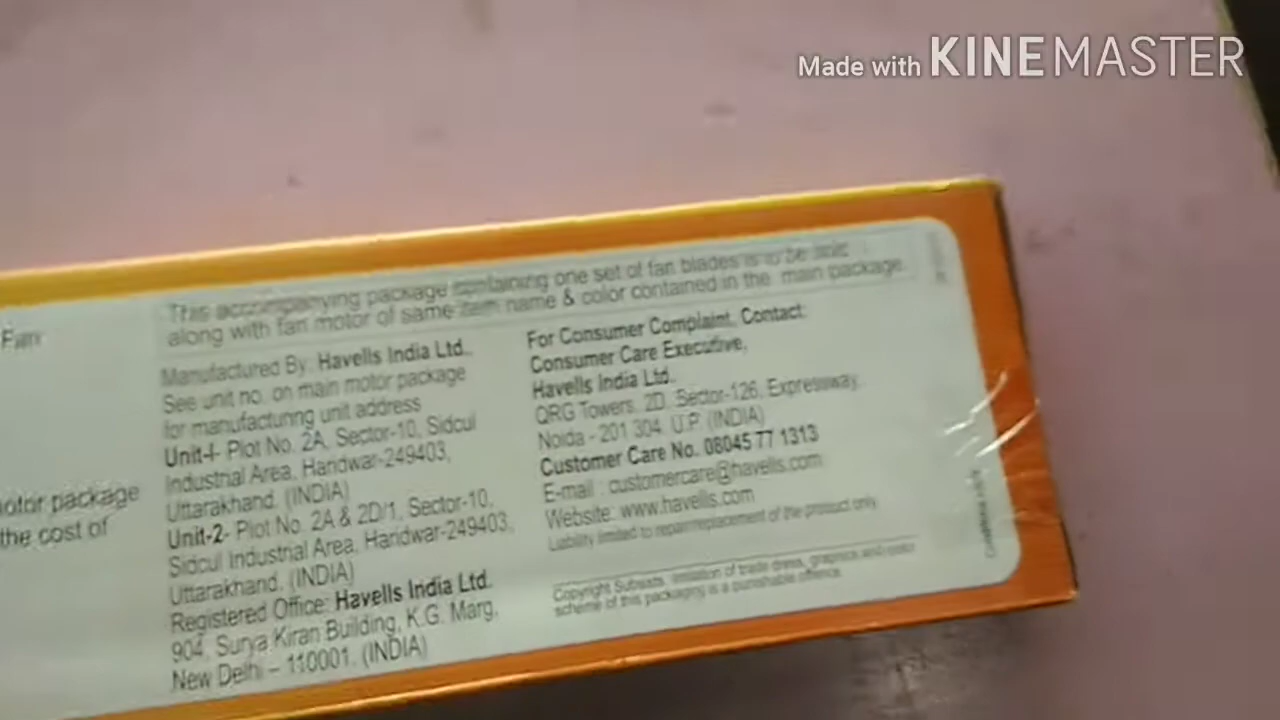 Made with KINEMASTER
Fan
otor package
the cost of
This accompanying package containing one set of fan blades is to be sold
along with fan motor of same item name & color contained in the main package.
Manufactured By: Havells India Ltd.,
See unit no. on main motor package
for manufacturing unit address
Unit-I- Plot No. 2A, Sector-10, Sidcul
Industrial Area, Haridwar-249403,
Uttarakhand, (INDIA)
Unit-2- Plot No. 2A & 2D/1, Sector-10,
Sidcul Industrial Area, Haridwar-249403,
Uttarakhand, (INDIA)
Registered Office: Havells India Ltd.
904, Surya Kiran Building, K.G. Marg,
New Delhi – 110001, (INDIA)
For Consumer Complaint, Contact:
Consumer Care Executive,
Havells India Ltd.
QRG Towers, 2D, Sector-126, Expressway,
Noida - 201 304, U.P. (INDIA)
Customer Care No. 08045 77 1313
E-mail : customercare@havells.com
Website: www.havells.com
Liability limited to repair/replacement of the product only.
Copyright Subsists. Imitation of trade dress, graphics and color
scheme of this packaging is a punishable offence.